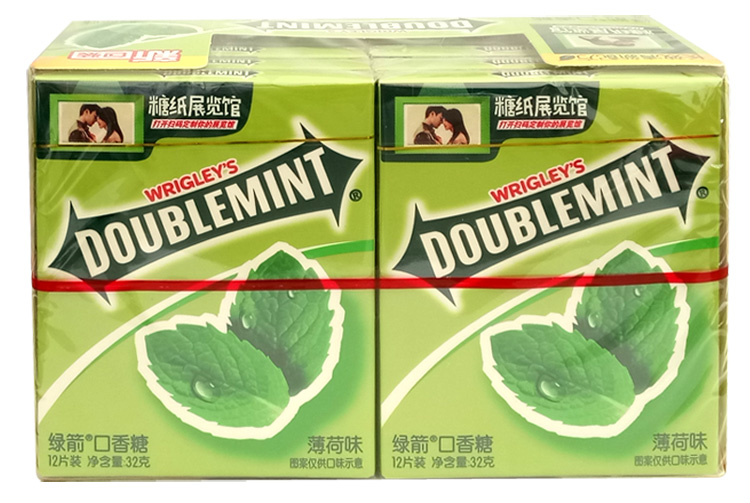 DOUBLEMINT
新包装
糖纸展览馆
打开扫码定制你的展览馆
WRIGLEY'S
DOUBLEMINT®
绿箭®口香糖
12片装 净含量:32克
薄荷味
图案仅供口味示意
糖纸展览馆
打开扫码定制你的展览馆
WRIGLEY'S
DOUBLEMINT®
绿箭®口香糖
12片装 净含量:32克
薄荷味
图案仅供口味示意